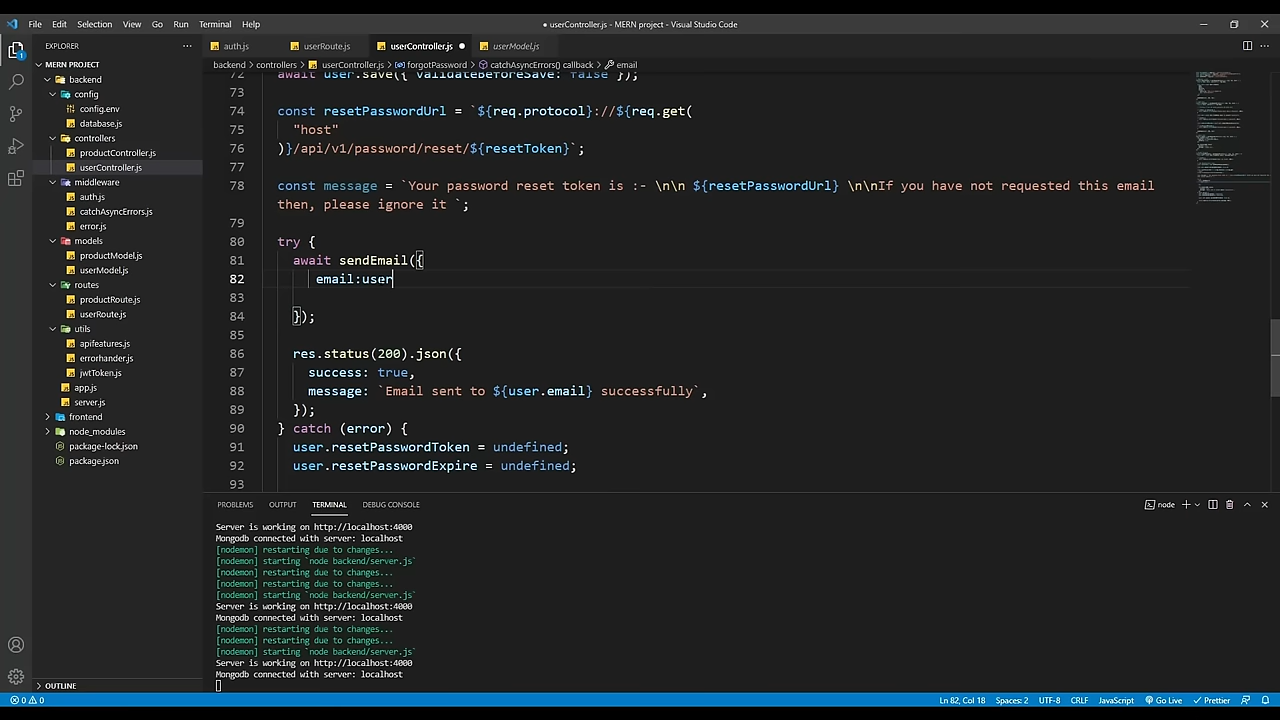 File Edit Selection View Go Run Terminal Help
● userController.js - MERN project - Visual Studio Code
EXPLORER
auth.js
userRoute.js
userController.js ●
userModel.js
backend > controllers > userController.js > forgotPassword > catchAsyncErrors() callback > email
MERN PROJECT
backend
config
config.env
database.js
controllers
productController.js
userController.js
middleware
auth.js
catchAsyncErrors.js
error.js
models
productModel.js
userModel.js
routes
productRoute.js
userRoute.js
utils
apifeatures.js
errorhander.js
jwtToken.js
app.js
server.js
frontend
node_modules
package-lock.json
package.json
OUTLINE
72 await user.save({ validateBeforeSave: false });
73
74 const resetPasswordUrl = `${req.protocol}://${req.get(
75 "host"
76 )}/api/v1/password/reset/${resetToken}`;
77
78 const message = `Your password reset token is :- \n\n ${resetPasswordUrl} \n\nIf you have not requested this email
then, please ignore it `;
79
80 try {
81 await sendEmail({
82 email:user
83
84 });
85
86 res.status(200).json({
87 success: true,
88 message: `Email sent to ${user.email} successfully`,
89 });
90 } catch (error) {
91 user.resetPasswordToken = undefined;
92 user.resetPasswordExpire = undefined;
93
PROBLEMS OUTPUT TERMINAL DEBUG CONSOLE
node
Server is working on http://localhost:4000
Mongodb connected with server: localhost
[nodemon] restarting due to changes...
[nodemon] starting `node backend/server.js`
[nodemon] restarting due to changes...
[nodemon] restarting due to changes...
[nodemon] starting `node backend/server.js`
Server is working on http://localhost:4000
Mongodb connected with server: localhost
[nodemon] restarting due to changes...
[nodemon] restarting due to changes...
[nodemon] starting `node backend/server.js`
Server is working on http://localhost:4000
Mongodb connected with server: localhost
0 0
Ln 82, Col 18 Spaces: 2 UTF-8 CRLF JavaScript Go Live Prettier